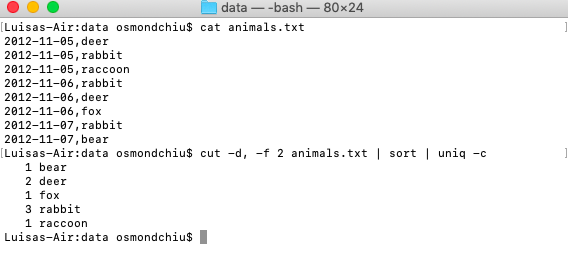 data — -bash — 80×24
[Luisas-Air:data osmondchiu$ cat animals.txt ]
2012-11-05,deer
2012-11-05,rabbit
2012-11-05,raccoon
2012-11-06,rabbit
2012-11-06,deer
2012-11-06,fox
2012-11-07,rabbit
2012-11-07,bear
[Luisas-Air:data osmondchiu$ cut -d, -f 2 animals.txt | sort | uniq -c ]
1 bear
2 deer
1 fox
3 rabbit
1 raccoon
Luisas-Air:data osmondchiu$